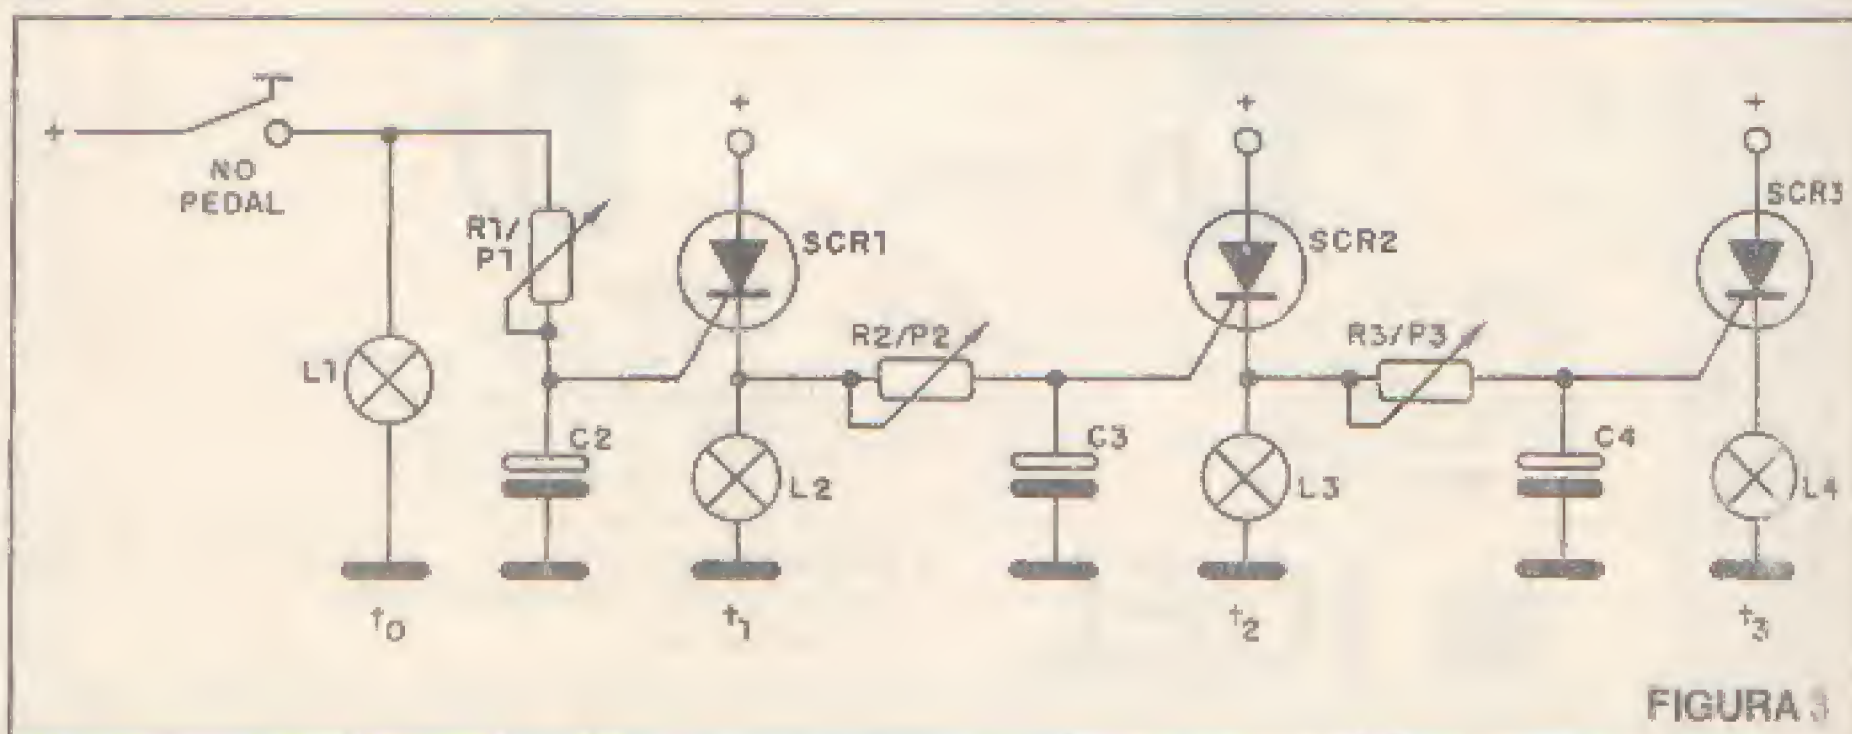 +
NO
PEDAL
R1/
P1
L1
C2
+
SCR1
L2
R2/P2
C3
+
SCR2
L3
R3/P3
C4
+
SCR3
L4
t0
t1
t2
t3
FIGURA 3